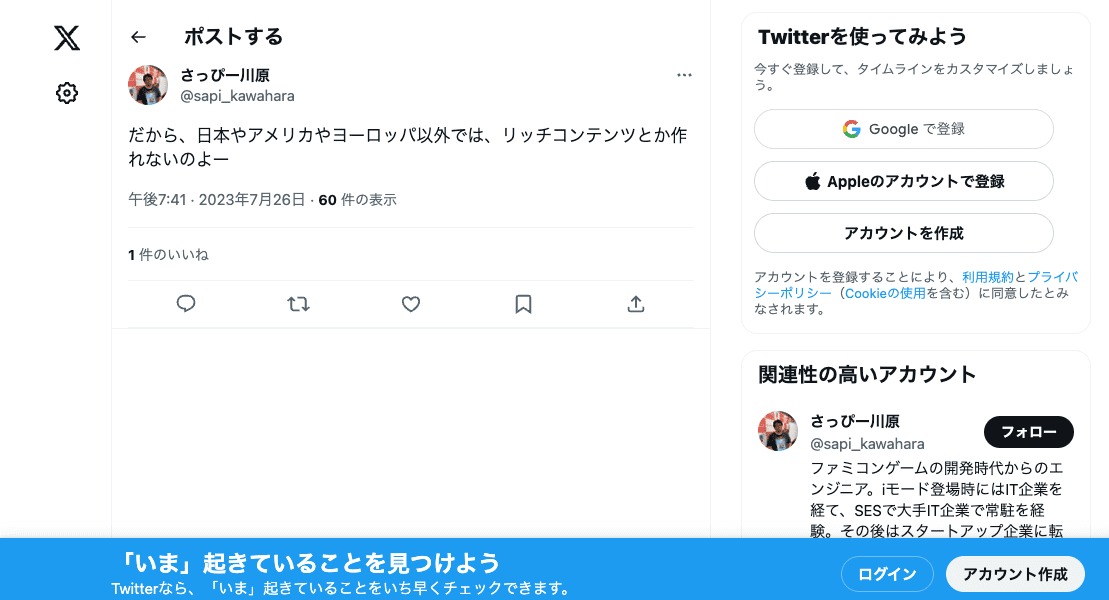 ポストする
さっぴー川原
@sapi_kawahara
だから、日本やアメリカやヨーロッパ以外では、リッチコンテンツとか作
れないのよー
午後7:41 · 2023年7月26日 · 60 件の表示
1 件のいいね
Twitterを使ってみよう
今すぐ登録して、タイムラインをカスタマイズしましょ
う。
Google で登録
Appleのアカウントで登録
アカウントを作成
アカウントを登録することにより、利用規約とプライバ
シーポリシー（Cookieの使用を含む）に同意したとみ
なされます。
関連性の高いアカウント
さっぴー川原
@sapi_kawahara
フォロー
ファミコンゲームの開発時代からのエ
ンジニア。iモード登場時にはIT企業を
経て、SESで大手IT企業で常駐を経
験。その後はスタートアップ企業に転
「いま」起きていることを見つけよう
Twitterなら、「いま」起きていることをいち早くチェックできます。
ログイン
アカウント作成